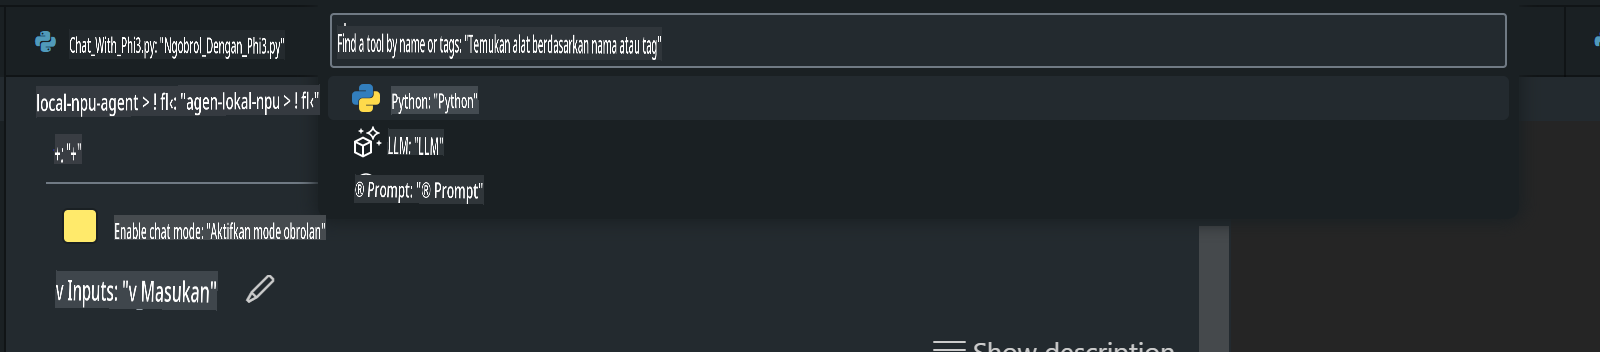 Chat_With_Phi3.py: "Ngobrol_Dengan_Phi3.py"
Find a tool by name or tags: "Temukan alat berdasarkan nama atau tag"
local-npu-agent > ! fl‹: "agen-lokal-npu > ! fl‹"
Python: "Python"
+: "+"
LLM: "LLM"
® Prompt: "® Prompt"
Enable chat mode: "Aktifkan mode obrolan"
v Inputs: "v Masukan"
Show description